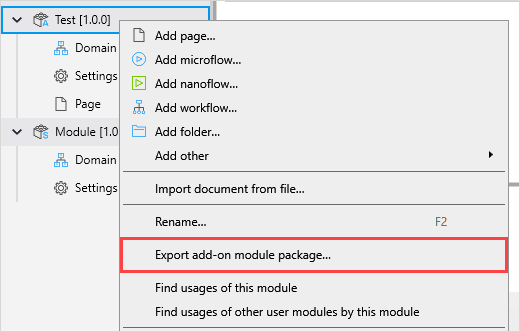 Test [1.0.0]
Add page...
Add microflow...
Domain
Settings
Add nanoflow...
Page
Add workflow...
Module [1.0
Add folder...
Domain
Add other
Settings
Import document from file...
Rename... F2
Export add-on module package...
Find usages of this module
Find usages of other user modules by this module